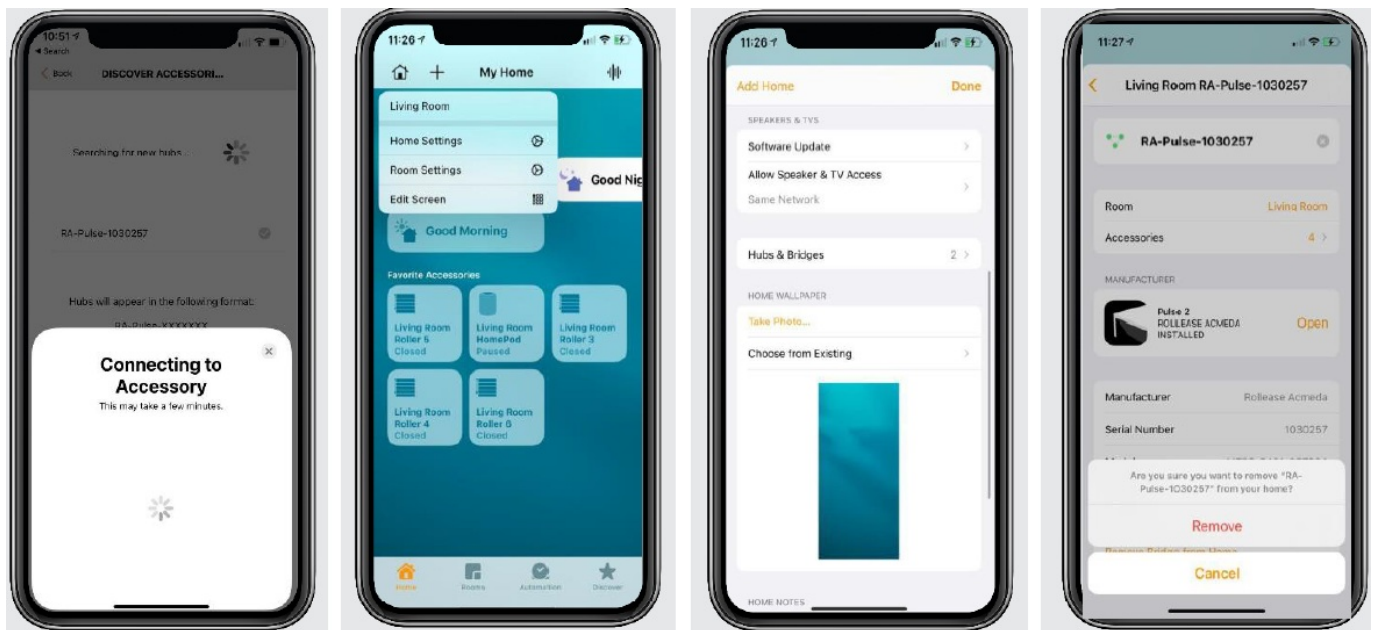 10:51
Search
Back
DISCOVER ACCESSORI...
Searching for new hubs...
RA-Pulse-1030257
Hubs will appear in the following format:
RA-Pulse-XXXXXXX
Connecting to
Accessory
This may take a few minutes.
11:26
My Home
Living Room
Home Settings
Room Settings
Edit Screen
Good Nig
Good Morning
Favorite Accessories
Living Room
Roller 5
Closed
Living Room
HomePod
Paused
Living Room
Roller 3
Closed
Living Room
Roller 4
Closed
Living Room
Roller 6
Closed
Home
Rooms
Automation
Discover
11:26
Add Home
Done
SPEAKERS & TVS
Software Update
Allow Speaker & TV Access
Same Network
Hubs & Bridges
2
HOME WALLPAPER
Take Photo...
Choose from Existing
HOME NOTES
11:27
Living Room RA-Pulse-1030257
RA-Pulse-1030257
Room
Living Room
Accessories
4
MANUFACTURER
Pulse 2
ROLLEASE ACMEDA
INSTALLED
Open
Manufacturer
Rollease Acmeda
Serial Number
1030257
Are you sure you want to remove "RA-
Pulse-1030257" from your home?
Remove
Remove Bridge from Home
Cancel